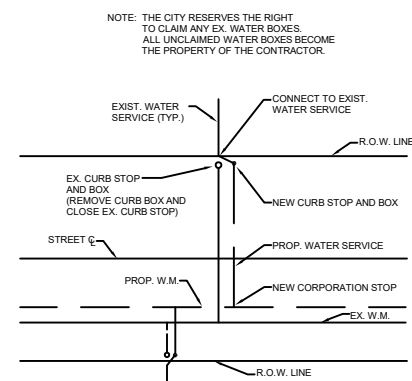 NOTE: THE CITY RESERVES THE RIGHT
TO CLAIM ANY EX. WATER BOXES.
ALL UNCLAIMED WATER BOXES BECOME
THE PROPERTY OF THE CONTRACTOR.
EXIST. WATER
SERVICE (TYP.)
CONNECT TO EXIST.
WATER SERVICE
R.O.W. LINE
EX. CURB STOP
AND BOX
(REMOVE CURB BOX AND
CLOSE EX. CURB STOP)
NEW CURB STOP AND BOX
STREET ℄
PROP. WATER SERVICE
PROP. W.M.
NEW CORPORATION STOP
EX. W.M.
R.O.W. LINE